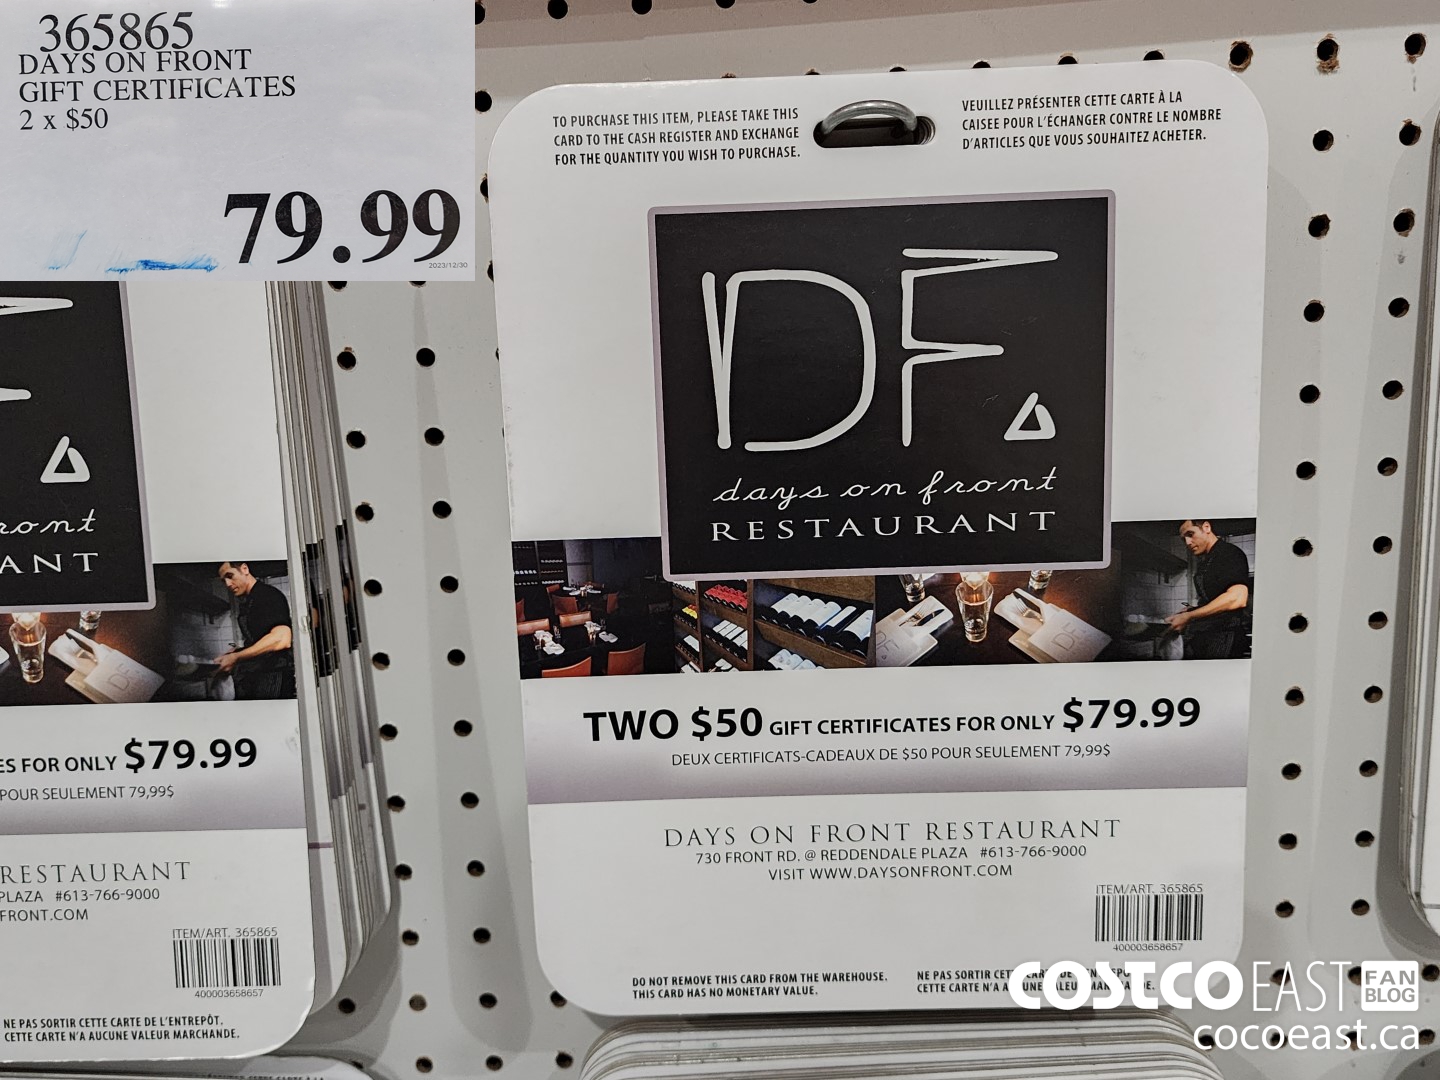 365865
DAYS ON FRONT
GIFT CERTIFICATES
2 x $50
79.99
2023/12/30
TO PURCHASE THIS ITEM, PLEASE TAKE THIS
CARD TO THE CASH REGISTER AND EXCHANGE
FOR THE QUANTITY YOU WISH TO PURCHASE.
VEUILLEZ PRÉSENTER CETTE CARTE À LA
CAISEE POUR L'ÉCHANGER CONTRE LE NOMBRE
D'ARTICLES QUE VOUS SOUHAITEZ ACHETER.
DF
days on front
RESTAURANT
TWO $50 GIFT CERTIFICATES FOR ONLY $79.99
DEUX CERTIFICATS-CADEAUX DE $50 POUR SEULEMENT 79,99$
DAYS ON FRONT RESTAURANT
730 FRONT RD. @ REDDENDALE PLAZA #613-766-9000
VISIT WWW.DAYSONFRONT.COM
ITEM/ART. 365865
400003658657
DO NOT REMOVE THIS CARD FROM THE WAREHOUSE.
THIS CARD HAS NO MONETARY VALUE.
NE PAS SORTIR
CETTE CARTE N'A
ront
ANT
ES FOR ONLY $79.99
POUR SEULEMENT 79,99$
RESTAURANT
PLAZA #613-766-9000
FRONT.COM
ITEM/ART. 365865
400003658657
NE PAS SORTIR CETTE CARTE DE L'ENTREPÔT.
CETTE CARTE N'A AUCUNE VALEUR MARCHANDE.
COSTCO EAST FAN BLOG
cocoeast.ca